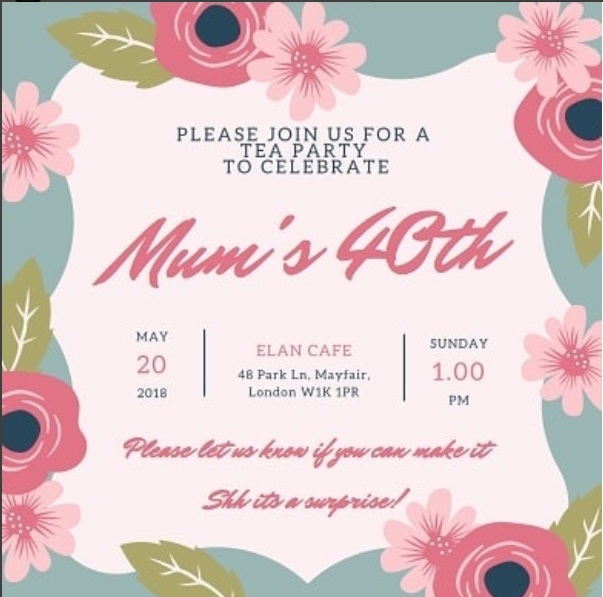 PLEASE JOIN US FOR A
TEA PARTY
TO CELEBRATE
Mum's 40th
MAY
20
2018
ELAN CAFE
48 Park Ln, Mayfair,
London W1K 1PR
SUNDAY
1.00
PM
Please let us know if you can make it
Shh its a surprise!